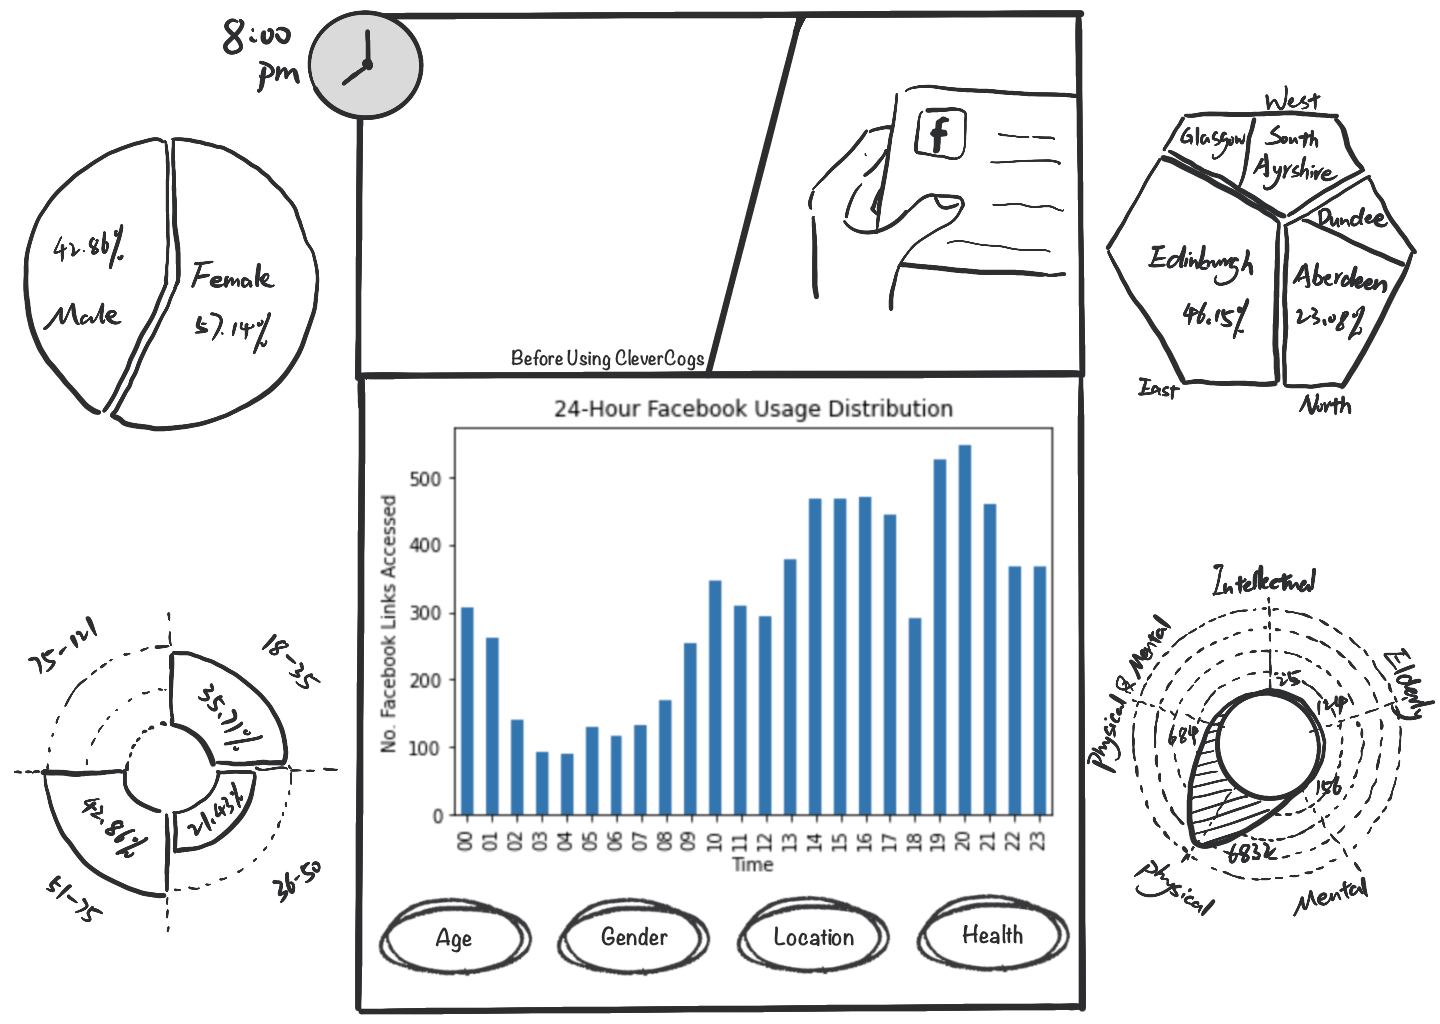 8:00
pm
f
Before Using CleverCogs
42.86%
Male
Female
57.14%
West
Glasgow
South
Ayrshire
Dundee
Edinburgh
46.15%
Aberdeen
23.08%
East
North
24-Hour Facebook Usage Distribution
No. Facebook Links Accessed
500
400
300
200
100
0
00 01 02 03 04 05 06 07 08 09 10 11 12 13 14 15 16 17 18 19 20 21 22 23
Time
75-121
18-35
35.71%
42.86%
21.43%
51-75
36-50
Intellectual
Physical & Mental
Elderly
25
124
684
156
6832
Physical
Mental
Age
Gender
Location
Health